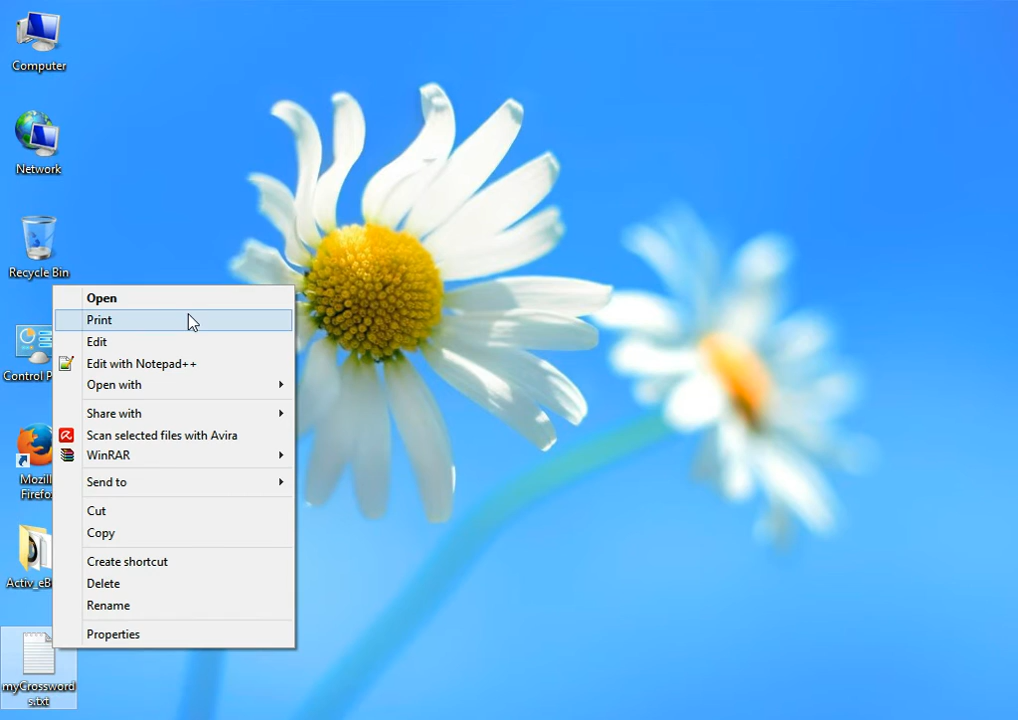 Computer
Network
Recycle Bin
Control P
Mozill
Firefo
Activ_eB
myCrossword
s.txt
Open
Print
Edit
Edit with Notepad++
Open with
Share with
Scan selected files with Avira
WinRAR
Send to
Cut
Copy
Create shortcut
Delete
Rename
Properties